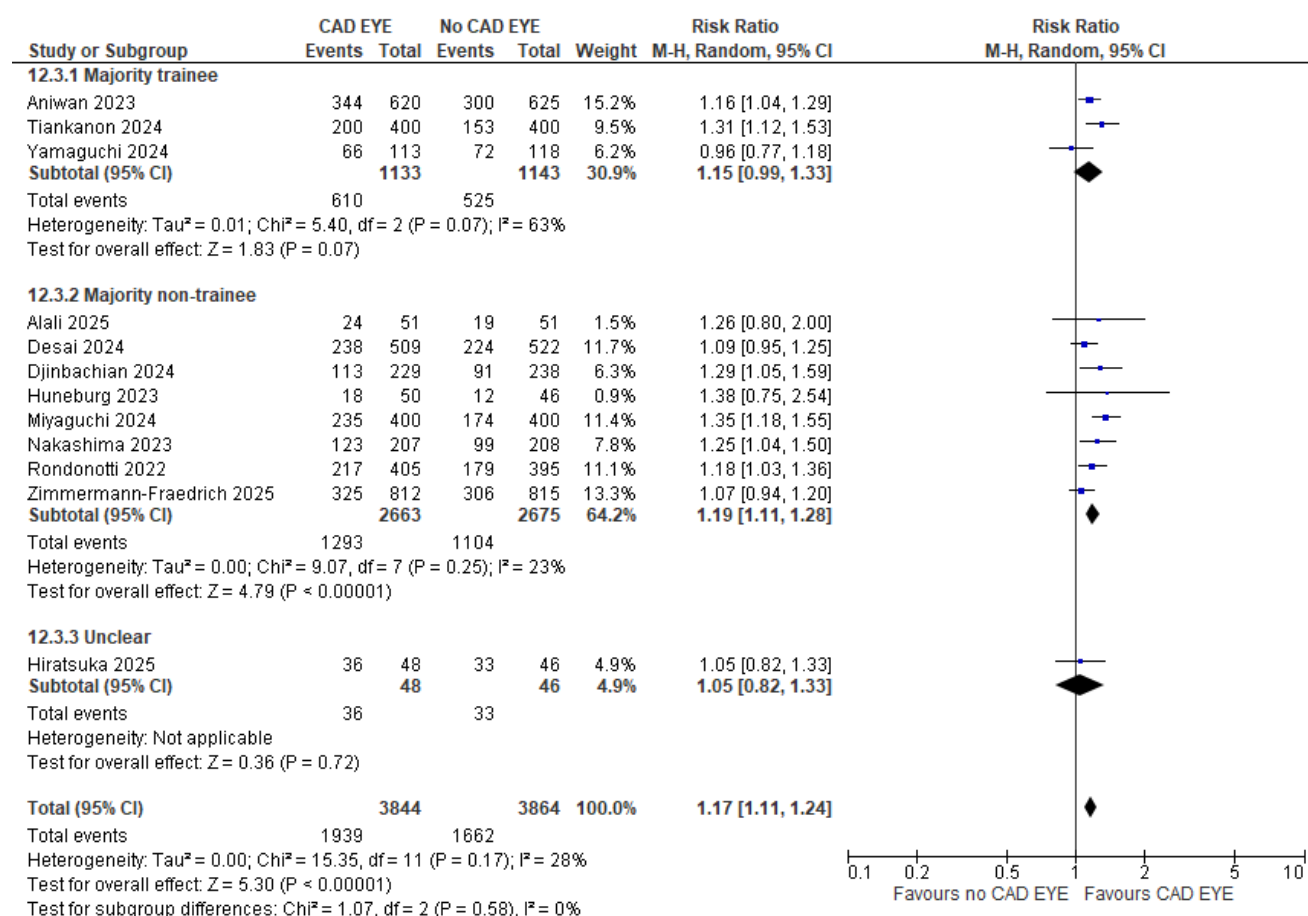 CAD EYE No CAD EYE Risk Ratio Risk Ratio
Study or Subgroup Events Total Events Total Weight M-H, Random, 95% CI M-H, Random, 95% CI
12.3.1 Majority trainee
Aniwan 2023 344 620 300 625 15.2% 1.16 [1.04, 1.29]
Tiankanon 2024 200 400 153 400 9.5% 1.31 [1.12, 1.53]
Yamaguchi 2024 66 113 72 118 6.2% 0.96 [0.77, 1.18]
Subtotal (95% CI) 1133 1143 30.9% 1.15 [0.99, 1.33]
Total events 610 525
Heterogeneity: Tau² = 0.01; Chi² = 5.40, df = 2 (P = 0.07); I² = 63%
Test for overall effect: Z = 1.83 (P = 0.07)
12.3.2 Majority non-trainee
Alali 2025 24 51 19 51 1.5% 1.26 [0.80, 2.00]
Desai 2024 238 509 224 522 11.7% 1.09 [0.95, 1.25]
Djinbachian 2024 113 229 91 238 6.3% 1.29 [1.05, 1.59]
Huneburg 2023 18 50 12 46 0.9% 1.38 [0.75, 2.54]
Miyaguchi 2024 235 400 174 400 11.4% 1.35 [1.18, 1.55]
Nakashima 2023 123 207 99 208 7.8% 1.25 [1.04, 1.50]
Rondonotti 2022 217 405 179 395 11.1% 1.18 [1.03, 1.36]
Zimmermann-Fraedrich 2025 325 812 306 815 13.3% 1.07 [0.94, 1.20]
Subtotal (95% CI) 2663 2675 64.2% 1.19 [1.11, 1.28]
Total events 1293 1104
Heterogeneity: Tau² = 0.00; Chi² = 9.07, df = 7 (P = 0.25); I² = 23%
Test for overall effect: Z = 4.79 (P < 0.00001)
12.3.3 Unclear
Hiratsuka 2025 36 48 33 46 4.9% 1.05 [0.82, 1.33]
Subtotal (95% CI) 48 46 4.9% 1.05 [0.82, 1.33]
Total events 36 33
Heterogeneity: Not applicable
Test for overall effect: Z = 0.36 (P = 0.72)
Total (95% CI) 3844 3864 100.0% 1.17 [1.11, 1.24]
Total events 1939 1662
Heterogeneity: Tau² = 0.00; Chi² = 15.35, df = 11 (P = 0.17); I² = 28%
Test for overall effect: Z = 5.30 (P < 0.00001)
Test for subgroup differences: Chi² = 1.07, df = 2 (P = 0.58), I² = 0%
0.1 0.2 0.5 1 2 5 10
Favours no CAD EYE Favours CAD EYE